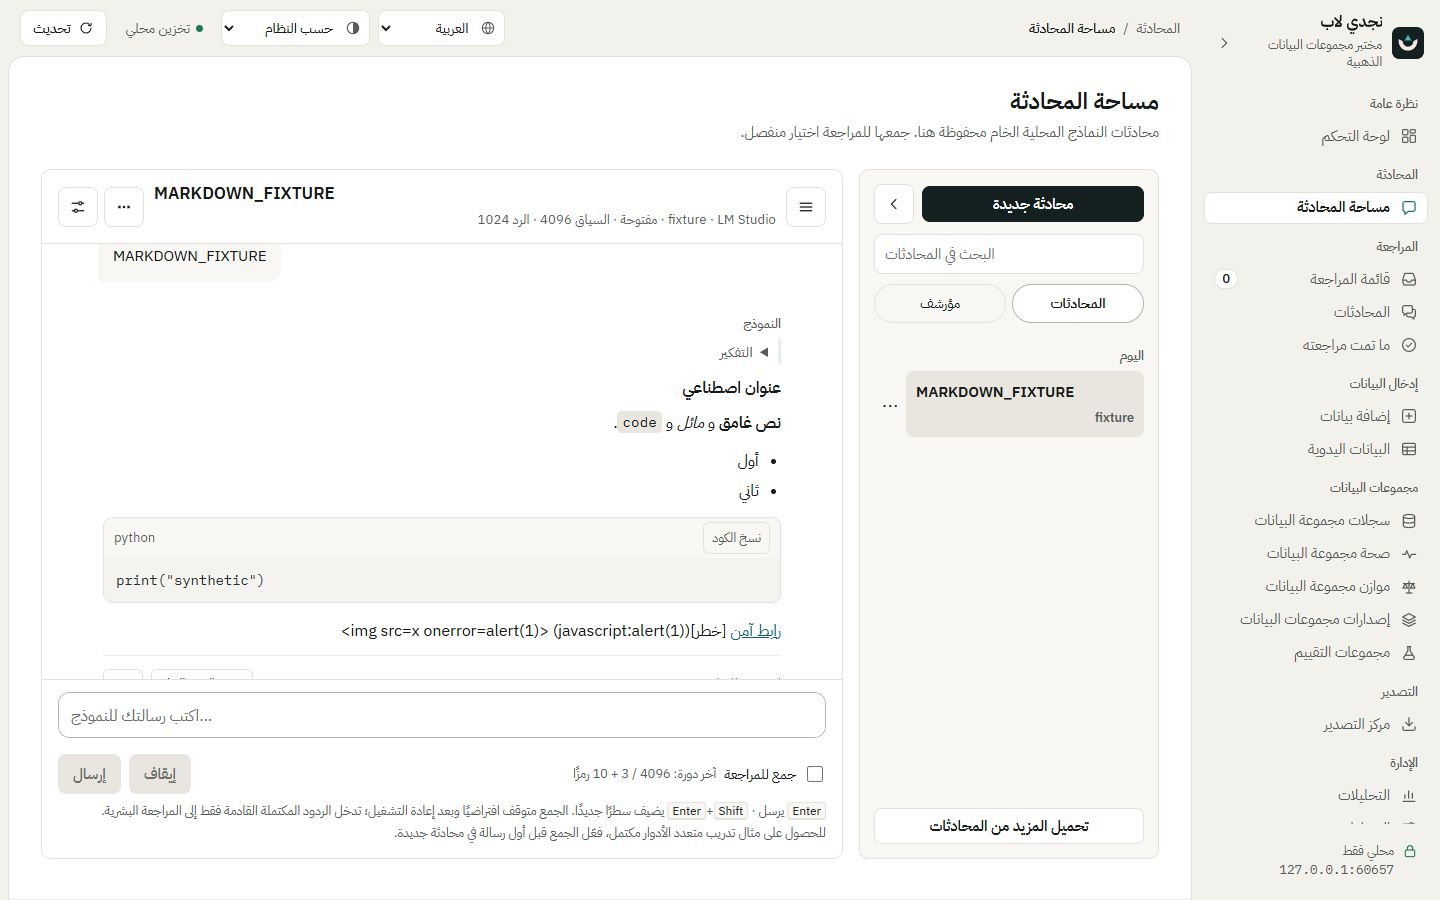 نجدي لاب
مختبر مجموعات البيانات
الذهبية
نظرة عامة
لوحة التحكم
المحادثة
مساحة المحادثة
المراجعة
قائمة المراجعة 0
المحادثات
ما تمت مراجعته
إدخال البيانات
إضافة بيانات
البيانات اليدوية
مجموعات البيانات
سجلات مجموعة البيانات
صحة مجموعة البيانات
موازن مجموعة البيانات
إصدارات مجموعات البيانات
مجموعات التقييم
التصدير
مركز التصدير
الإدارة
التحليلات
محلي فقط
127.0.0.1:60657
المحادثة / مساحة المحادثة
العربية
حسب النظام
تخزين محلي
تحديث
مساحة المحادثة
محادثات النماذج المحلية الخام محفوظة هنا. جمعها للمراجعة اختيار منفصل.
محادثة جديدة
البحث في المحادثات
المحادثات
مؤرشف
اليوم
MARKDOWN_FIXTURE
fixture
تحميل المزيد من المحادثات
MARKDOWN_FIXTURE
fixture · LM Studio · مفتوحة · السياق 4096 · الرد 1024
MARKDOWN_FIXTURE
النموذج
التفكير
عنوان اصطناعي
نص غامق و مائل و code.
أول
ثاني
python
نسخ الكود
print("synthetic")
رابط آمن [خطر](javascript:alert(1)) <img src=x onerror=alert(1)>
اكتب رسالتك للنموذج...
جمع للمراجعة
آخر دورة: 4096 / 3 + 10 رمزًا
إيقاف
إرسال
Enter يرسل · Shift + Enter يضيف سطرًا جديدًا. الجمع متوقف افتراضيًا وبعد إعادة التشغيل؛ تدخل الردود المكتملة القادمة فقط إلى المراجعة البشرية.
للحصول على مثال تدريب متعدد الأدوار مكتمل، فعّل الجمع قبل أول رسالة في محادثة جديدة.